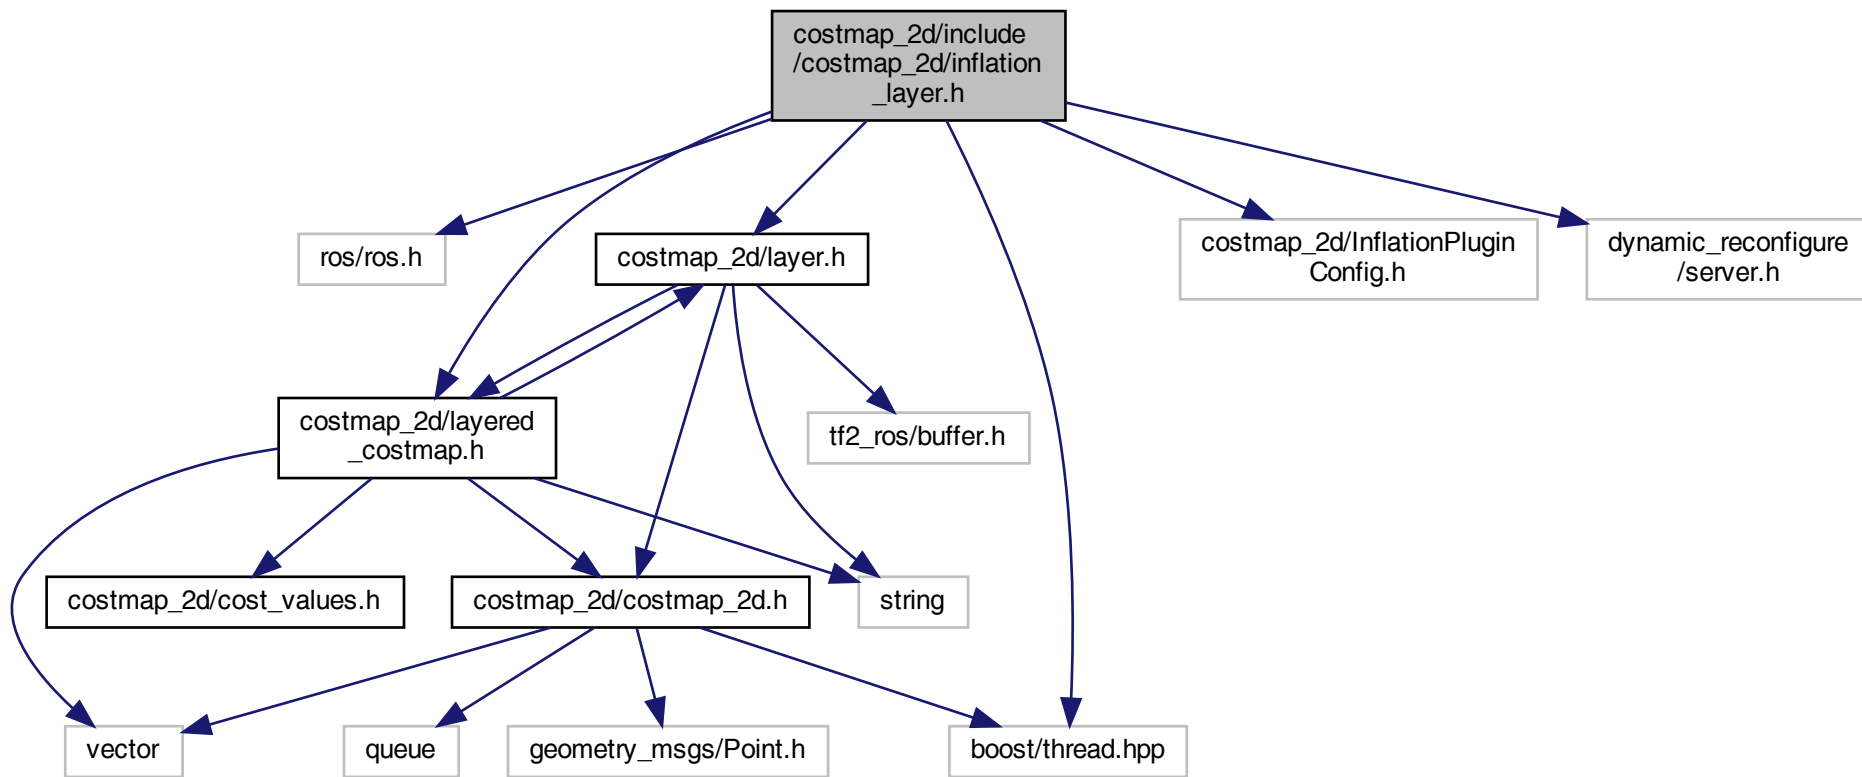 costmap_2d/include
/costmap_2d/inflation
_layer.h
ros/ros.h
costmap_2d/layer.h
costmap_2d/InflationPlugin
Config.h
dynamic_reconfigure
/server.h
costmap_2d/layered
_costmap.h
tf2_ros/buffer.h
costmap_2d/cost_values.h
costmap_2d/costmap_2d.h
string
vector
queue
geometry_msgs/Point.h
boost/thread.hpp